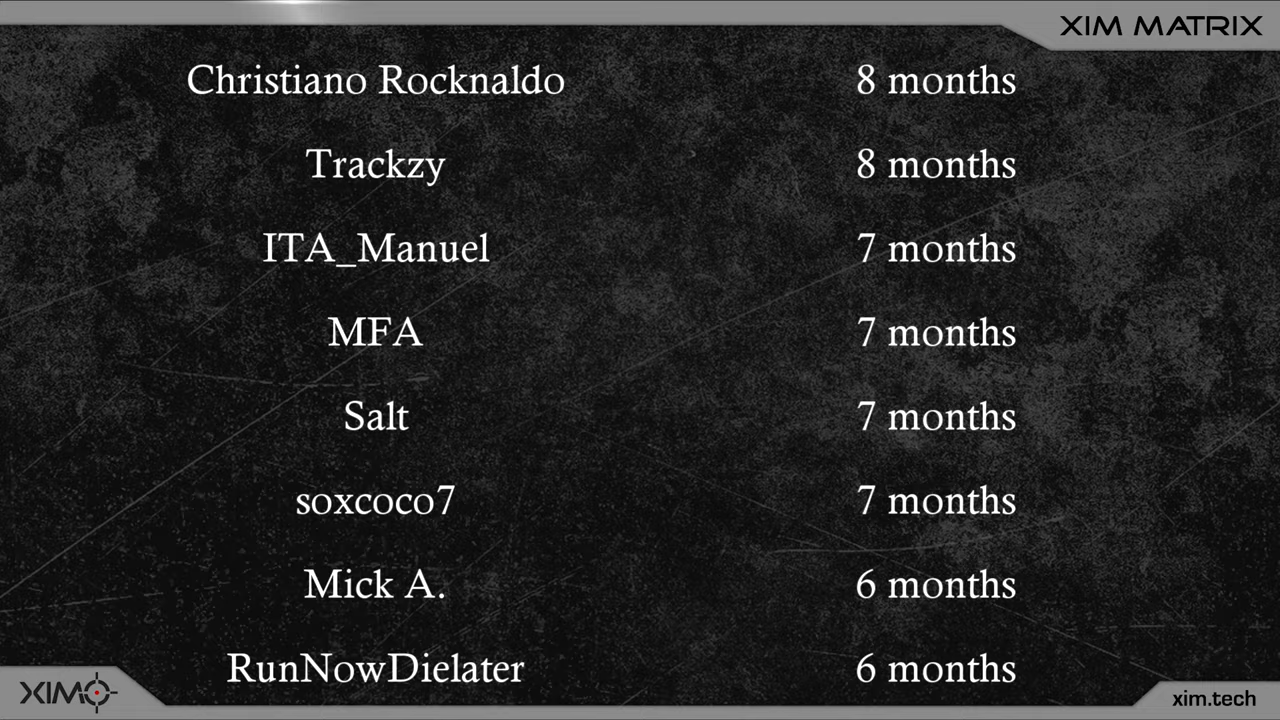 XIM MATRIX
Christiano Rocknaldo 8 months
Trackzy 8 months
ITA_Manuel 7 months
MFA 7 months
Salt 7 months
soxcoco7 7 months
Mick A. 6 months
RunNowDielater 6 months
XIM
xim.tech